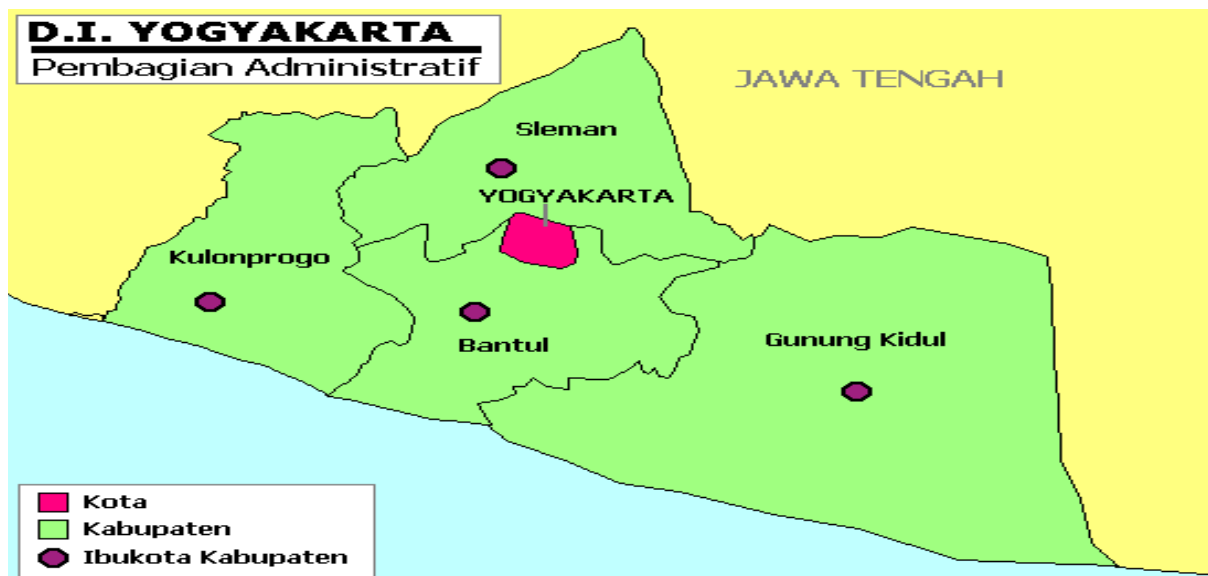 D.I. YOGYAKARTA
Pembagian Administratif
JAWA TENGAH
Sleman
YOGYAKARTA
Kulonprogo
Bantul
Gunung Kidul
Kota
Kabupaten
Ibukota Kabupaten